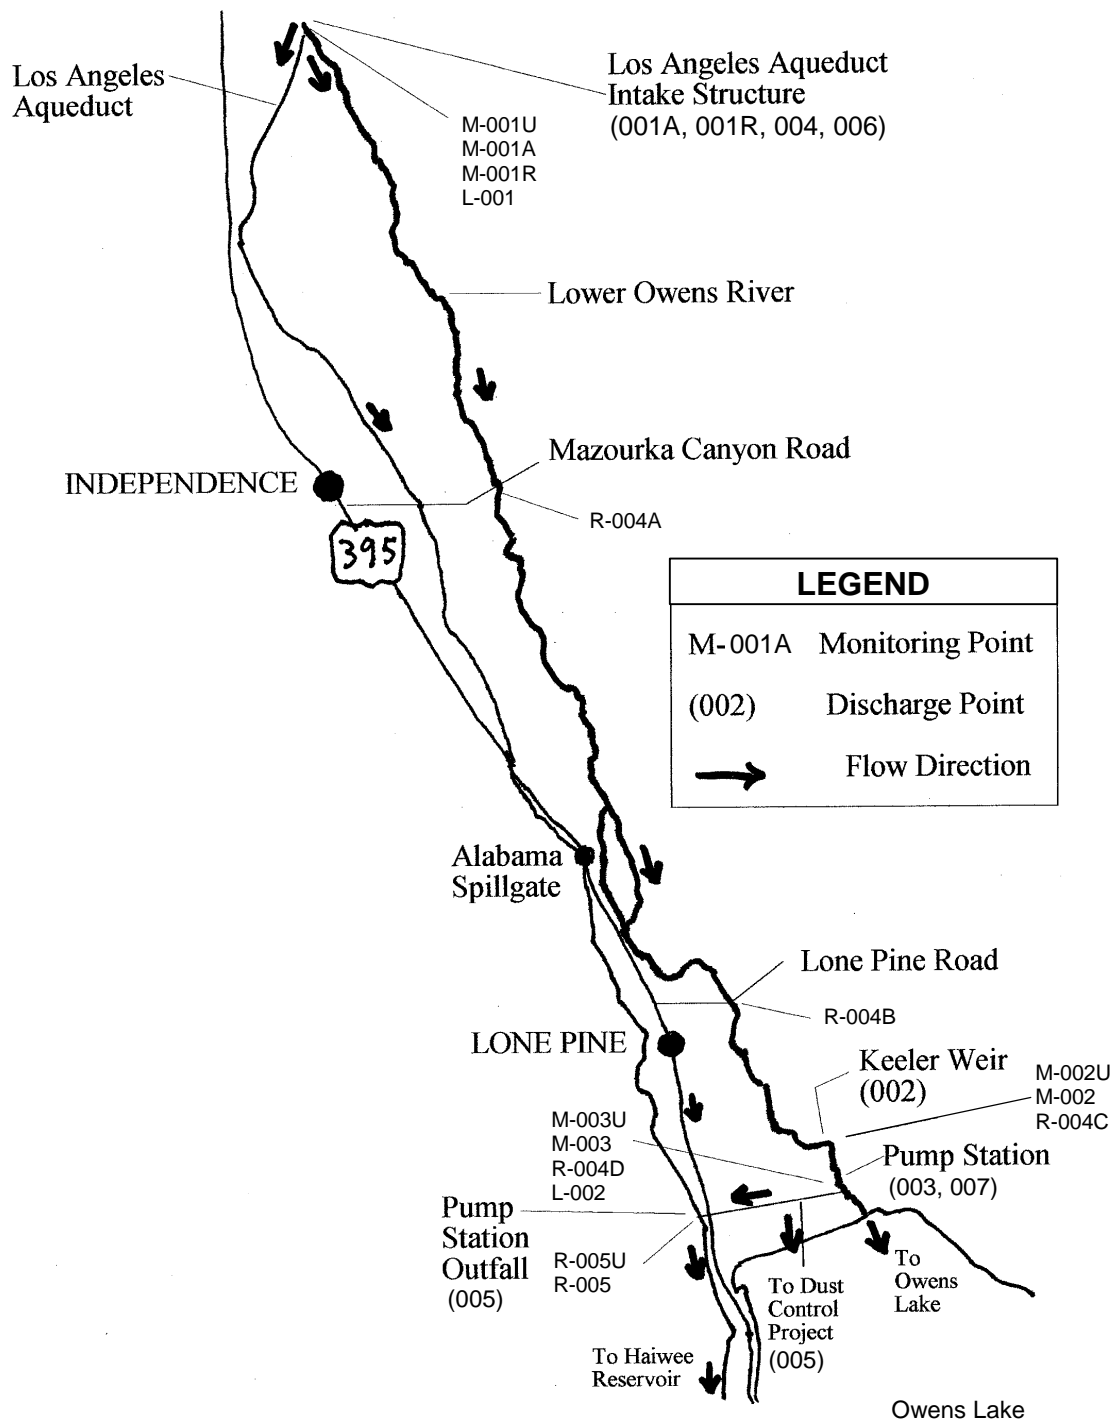 Los Angeles
Aqueduct
Los Angeles Aqueduct
Intake Structure
(001A, 001R, 004, 006)
M-001U
M-001A
M-001R
L-001
Lower Owens River
Mazourka Canyon Road
INDEPENDENCE
R-004A
395
LEGEND
M-001A Monitoring Point
(002) Discharge Point
Flow Direction
Alabama
Spillgate
Lone Pine Road
R-004B
LONE PINE
Keeler Weir
(002)
M-002U
M-002
R-004C
M-003U
M-003
R-004D
L-002
Pump Station
(003, 007)
Pump
Station
Outfall
(005)
R-005U
R-005
To Dust
Control
Project
(005)
To
Owens
Lake
To Haiwee
Reservoir
Owens Lake